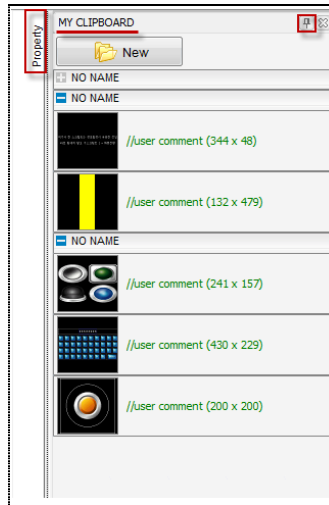 Property
MY CLIPBOARD
New
NO NAME
NO NAME
//user comment (344 x 48)
//user comment (132 x 479)
NO NAME
//user comment (241 x 157)
//user comment (430 x 229)
//user comment (200 x 200)